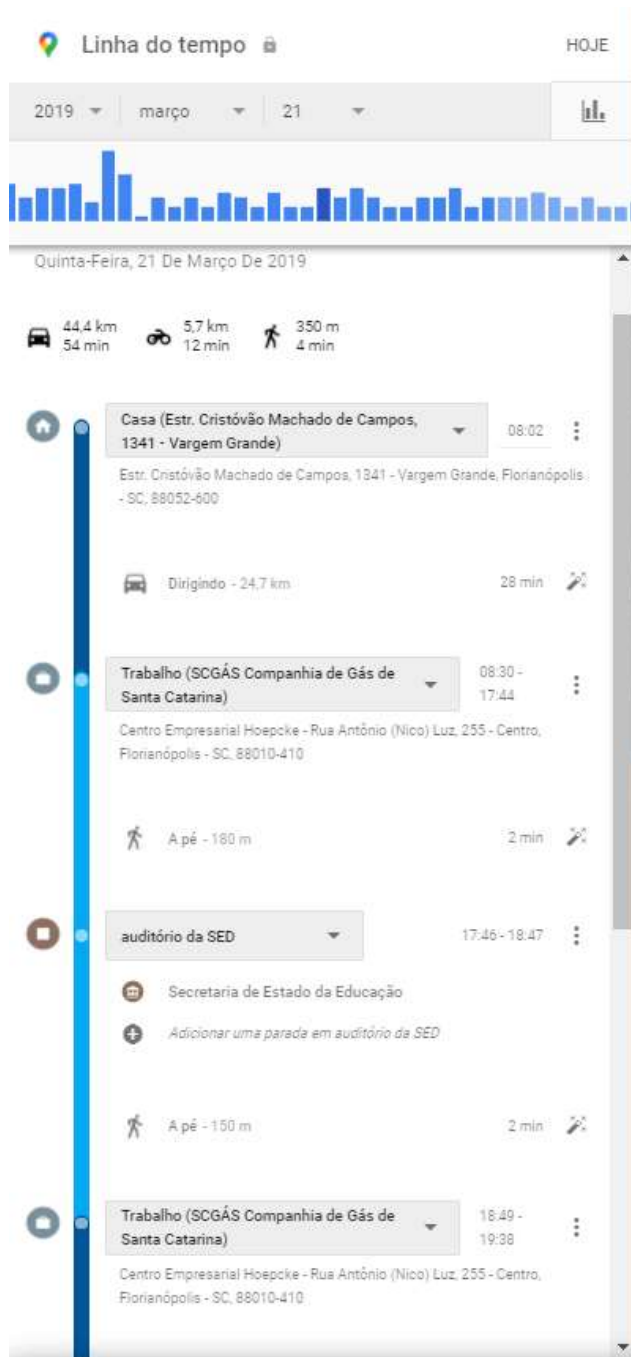 Linha do tempo
HOJE
2019 março 21
Quinta-Feira, 21 De Março De 2019
44,4 km 5,7 km 350 m
54 min 12 min 4 min
Casa (Estr. Cristóvão Machado de Campos,
1341 - Vargem Grande)
08:02
Estr. Cristóvão Machado de Campos, 1341 - Vargem Grande, Florianópolis
- SC, 88052-600
Dirigindo - 24,7 km 28 min
Trabalho (SCGÁS Companhia de Gás de
Santa Catarina)
08:30 -
17:44
Centro Empresarial Hoepcke - Rua Antônio (Nico) Luz, 255 - Centro,
Florianópolis - SC, 88010-410
A pé - 180 m 2 min
auditório da SED 17:46 - 18:47
Secretaria de Estado da Educação
Adicionar uma parada em auditório da SED
A pé - 150 m 2 min
Trabalho (SCGÁS Companhia de Gás de
Santa Catarina)
18:49 -
19:38
Centro Empresarial Hoepcke - Rua Antônio (Nico) Luz, 255 - Centro,
Florianópolis - SC, 88010-410